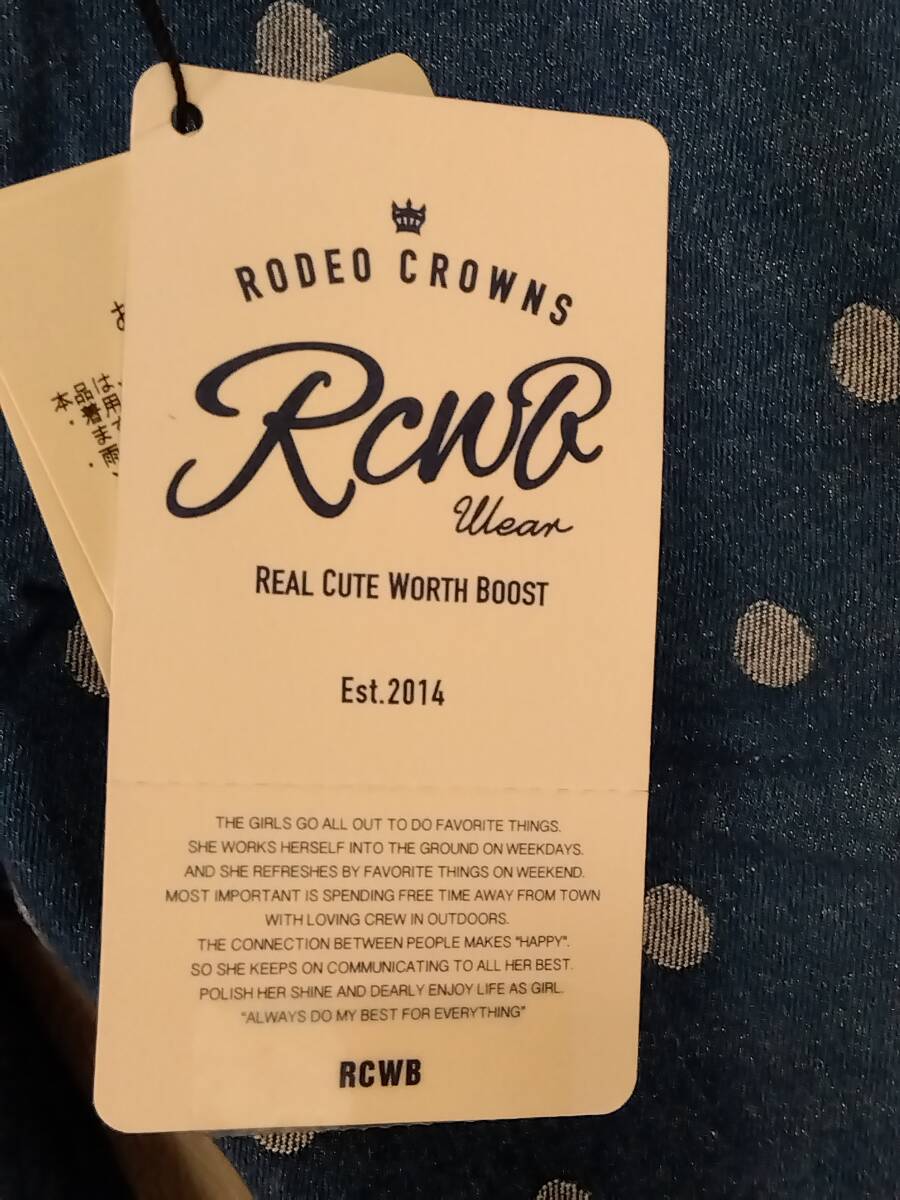 RODEO CROWNS
RCWB
Wear
REAL CUTE WORTH BOOST
Est.2014
THE GIRLS GO ALL OUT TO DO FAVORITE THINGS.
SHE WORKS HERSELF INTO THE GROUND ON WEEKDAYS.
AND SHE REFRESHES BY FAVORITE THINGS ON WEEKEND.
MOST IMPORTANT IS SPENDING FREE TIME AWAY FROM TOWN
WITH LOVING CREW IN OUTDOORS.
THE CONNECTION BETWEEN PEOPLE MAKES "HAPPY".
SO SHE KEEPS ON COMMUNICATING TO ALL HER BEST.
POLISH HER SHINE AND DEARLY ENJOY LIFE AS GIRL.
"ALWAYS DO MY BEST FOR EVERYTHING"
RCWB